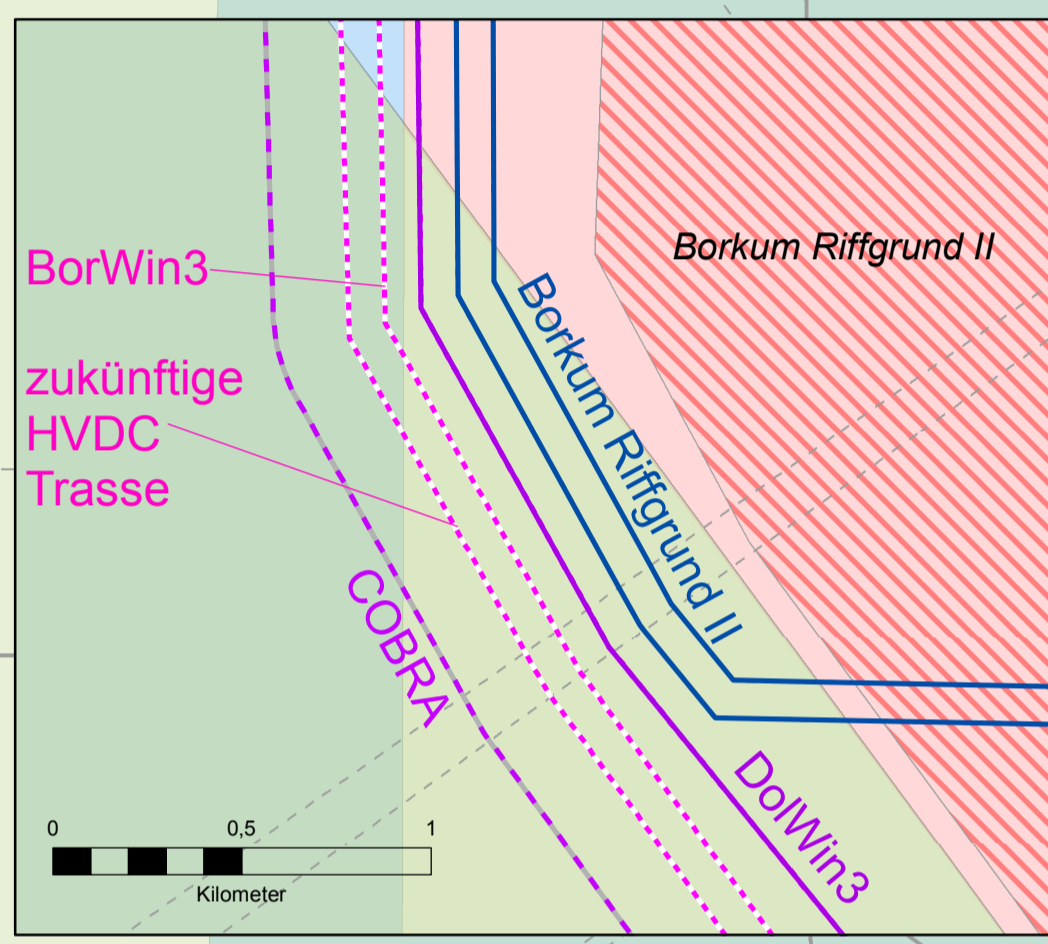 Borkum Riffgrund II
BorWin3
zukünftige
HVDC
Trasse
Borkum Riffgrund II
COBRA
DolWin3
0 0,5 1
Kilometer